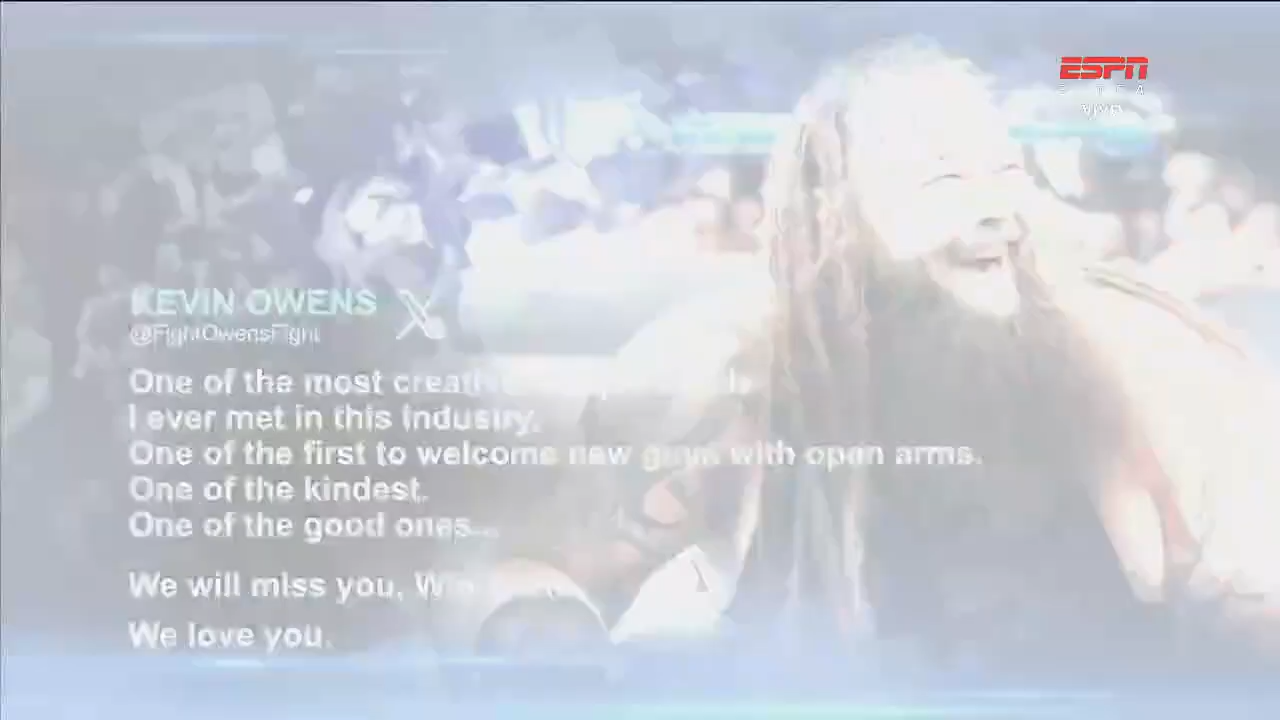 ESPN
EXTRA
KEVIN OWENS
@FightOwensFight
One of the most
I ever met in this industry.
One of the first to welcome new guys with open arms.
One of the kindest.
One of the good ones...
We will miss you,
We love you.